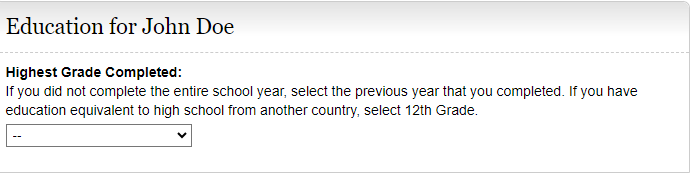 Education for John Doe
Highest Grade Completed:
If you did not complete the entire school year, select the previous year that you completed. If you have
education equivalent to high school from another country, select 12th Grade.
--